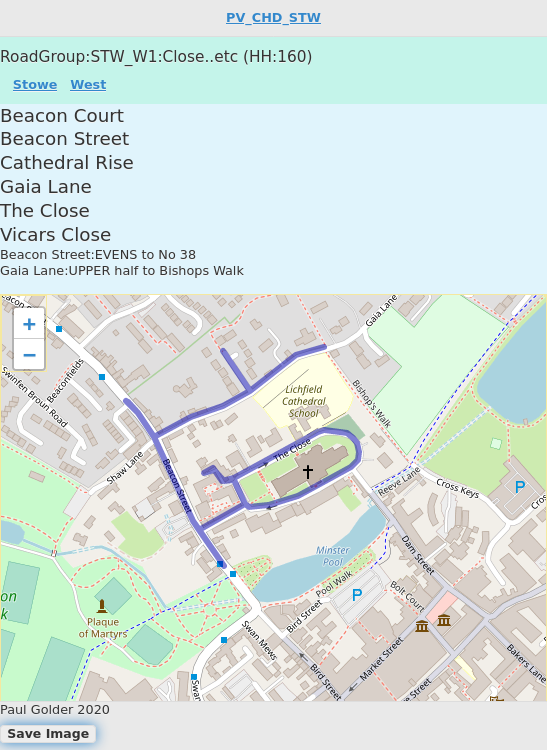 PV_CHD_STW
RoadGroup:STW_W1:Close..etc (HH:160)
Stowe West
Beacon Court
Beacon Street
Cathedral Rise
Gaia Lane
The Close
Vicars Close
Beacon Street:EVENS to No 38
Gaia Lane:UPPER half to Bishops Walk
+
−
Gaia Lane
Beaconfields
Swinfen Broun Road
Lichfield
Cathedral
School
Bishop's Walk
Shaw Lane
The Close
Beacon Street
Reeve Lane
Cross Keys
P
Cros
Dam Street
Minster
Pool
Pool Walk
P
Bolt Court
Bird Street
Plaque
of Martyrs
on
k
Swan Mews
Market Street
Bakers Lane
Bird Street
Swan
e Street
Paul Golder 2020
Save Image